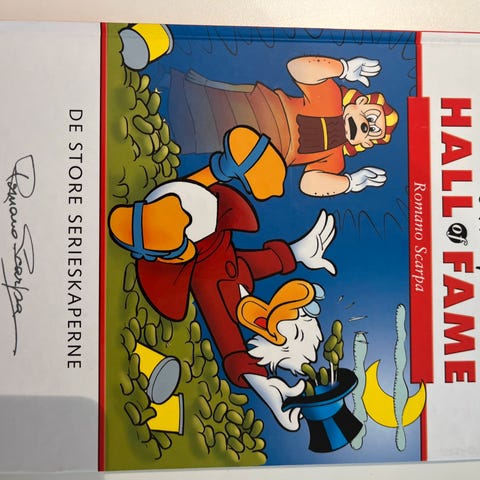 HALL OF FAME
Romano Scarpa
DE STORE SERIESKAPERNE
Romano Scarpa